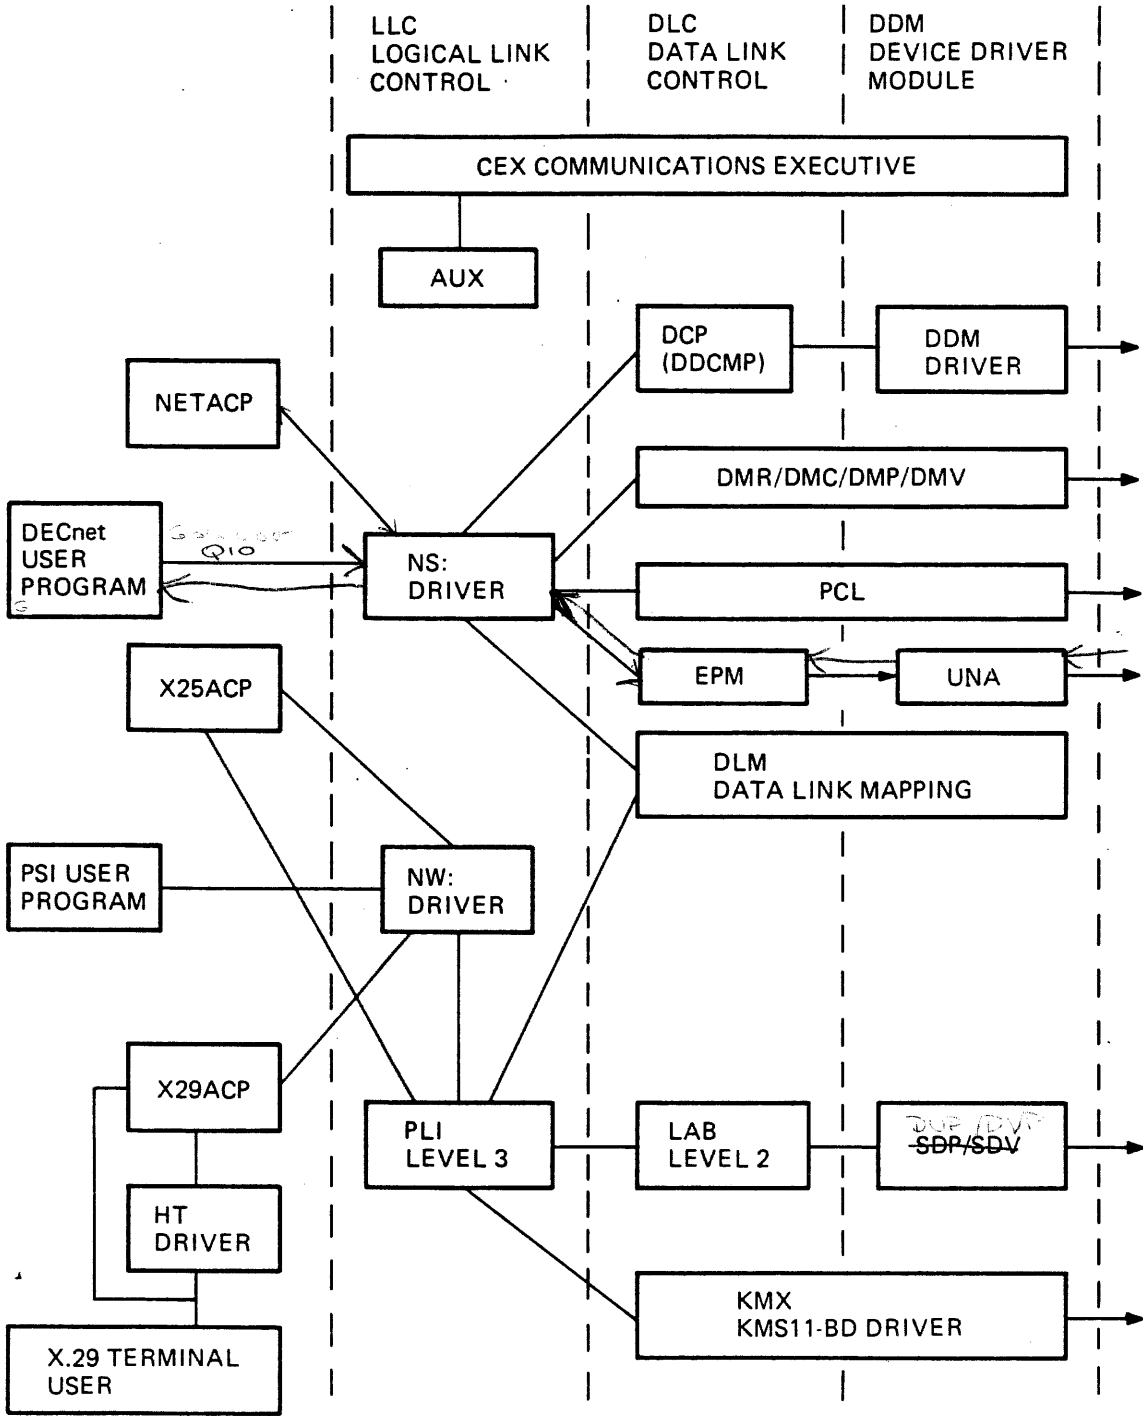 LLC
LOGICAL LINK
CONTROL
DLC
DATA LINK
CONTROL
DDM
DEVICE DRIVER
MODULE
CEX COMMUNICATIONS EXECUTIVE
AUX
DCP
(DDCMP)
DDM
DRIVER
NETACP
DMR/DMC/DMP/DMV
DECnet
USER
PROGRAM
QIO
NS:
DRIVER
PCL
EPM
UNA
X25ACP
DLM
DATA LINK MAPPING
PSI USER
PROGRAM
NW:
DRIVER
X29ACP
PLI
LEVEL 3
LAB
LEVEL 2
DUP/DVP
SDP/SDV
HT
DRIVER
KMX
KMS11-BD DRIVER
X.29 TERMINAL
USER